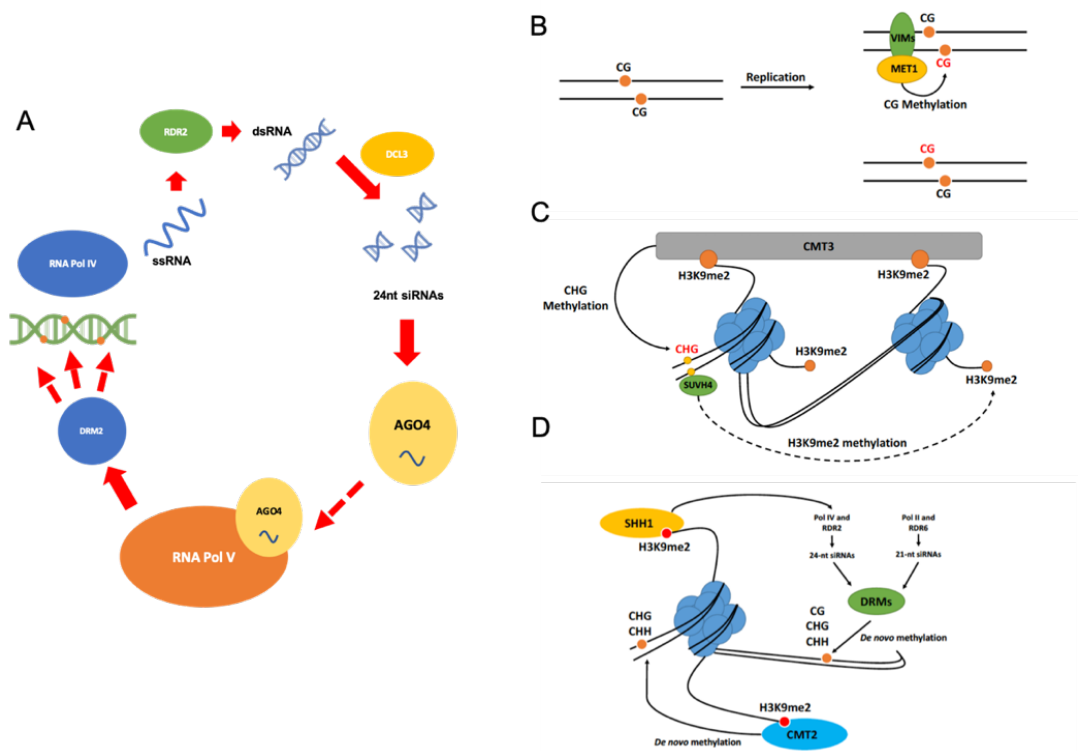 A
RDR2
dsRNA
DCL3
RNA Pol IV
ssRNA
24nt siRNAs
DRM2
AGO4
AGO4
RNA Pol V
B
CG
CG
Replication
CG
VIMs
MET1
CG
CG Methylation
CG
CG
C
CMT3
H3K9me2
H3K9me2
CHG
Methylation
CHG
SUVH4
H3K9me2
H3K9me2
H3K9me2 methylation
D
SHH1
H3K9me2
Pol IV and
RDR2
24-nt siRNAs
Pol II and
RDR6
21-nt siRNAs
DRMs
CG
CHG
CHH
De novo methylation
CHG
CHH
H3K9me2
CMT2
De novo methylation